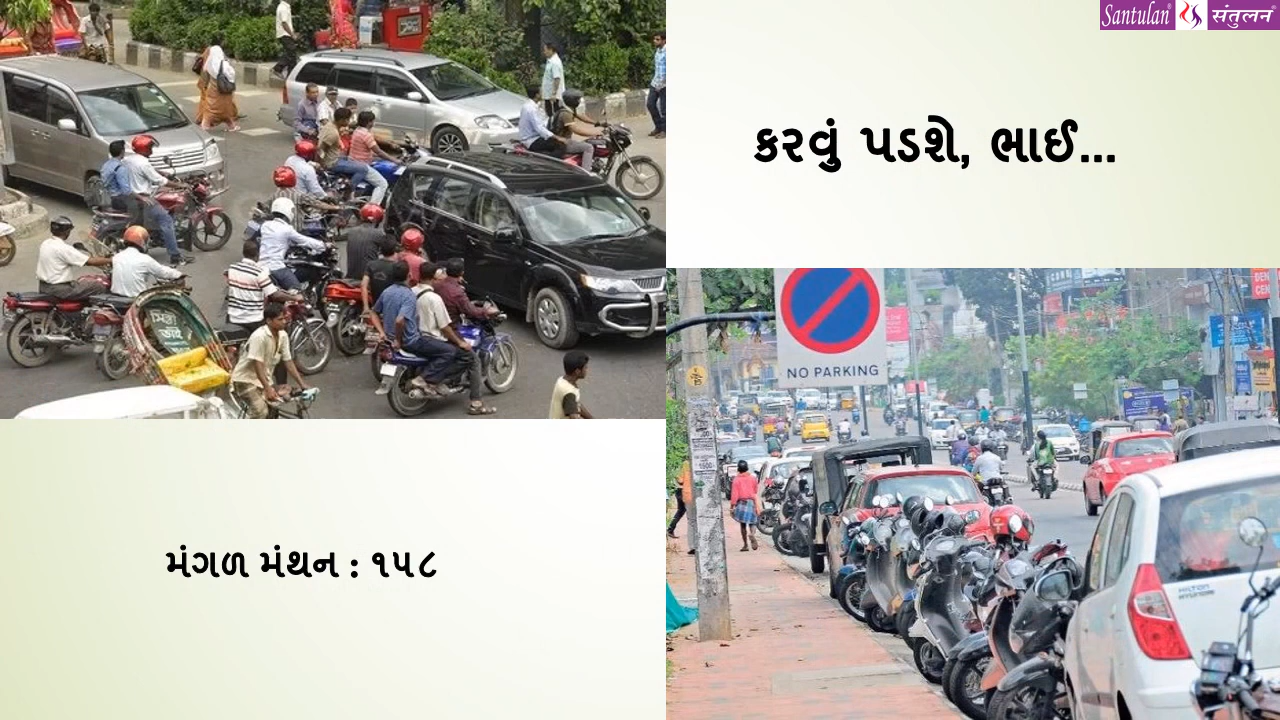 Santulan® संतुलन®
કરવું પડશે, ભાઈ...
NO PARKING
મંગળ મંથન : ૧૫૮